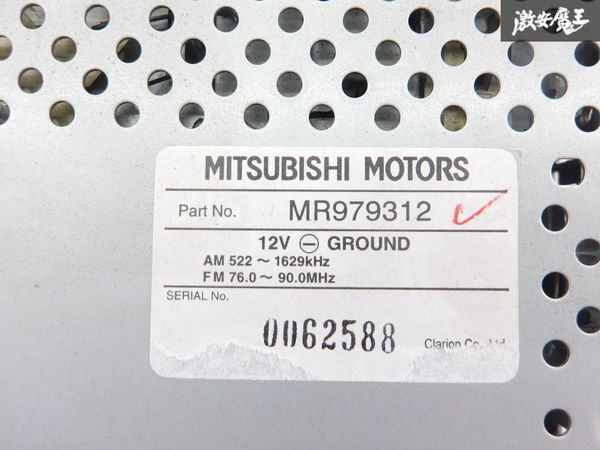 激安魔王
MITSUBISHI MOTORS
Part No. MR979312
12V ⊖ GROUND
AM 522 ～ 1629kHz
FM 76.0 ～ 90.0MHz
SERIAL No.
0062588
Clarion Co., Ltd.